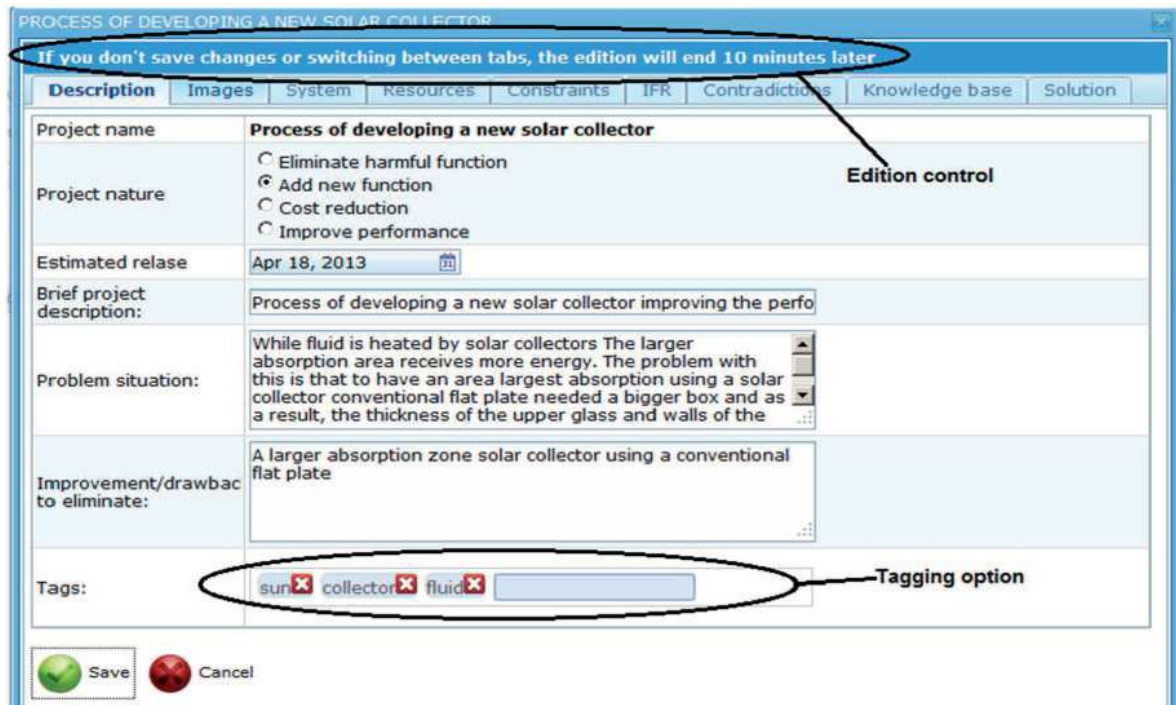 PROCESS OF DEVELOPING A NEW SOLAR COLLECTOR
If you don't save changes or switching between tabs, the edition will end 10 minutes later
Description Images System Resources Constraints IFR Contradictions Knowledge base Solution
Project name Process of developing a new solar collector
Edition control
Project nature
Eliminate harmful function
Add new function
Cost reduction
Improve performance
Estimated relase Apr 18, 2013
Brief project
description:
Process of developing a new solar collector improving the perfo
Problem situation:
While fluid is heated by solar collectors The larger
absorption area receives more energy. The problem with
this is that to have an area largest absorption using a solar
collector conventional flat plate needed a bigger box and as
a result, the thickness of the upper glass and walls of the
Improvement/drawbac
to eliminate:
A larger absorption zone solar collector using a conventional
flat plate
Tags: sun collector fluid
Tagging option
Save Cancel